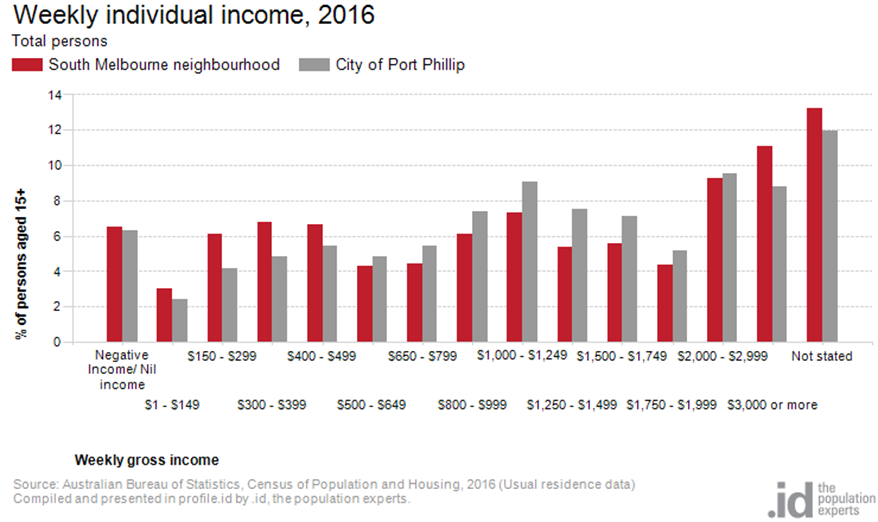 Weekly individual income, 2016
Total persons
South Melbourne neighbourhood
City of Port Phillip
14
12
10
8
6
4
2
0
% of persons aged 15+
Negative
Income/ Nil
income
$1 - $149
$150 - $299
$300 - $399
$400 - $499
$500 - $649
$650 - $799
$800 - $999
$1,000 - $1,249
$1,250 - $1,499
$1,500 - $1,749
$1,750 - $1,999
$2,000 - $2,999
$3,000 or more
Not stated
Weekly gross income
Source: Australian Bureau of Statistics, Census of Population and Housing, 2016 (Usual residence data)
Compiled and presented in profile.id by .id, the population experts.
.id the
population
experts